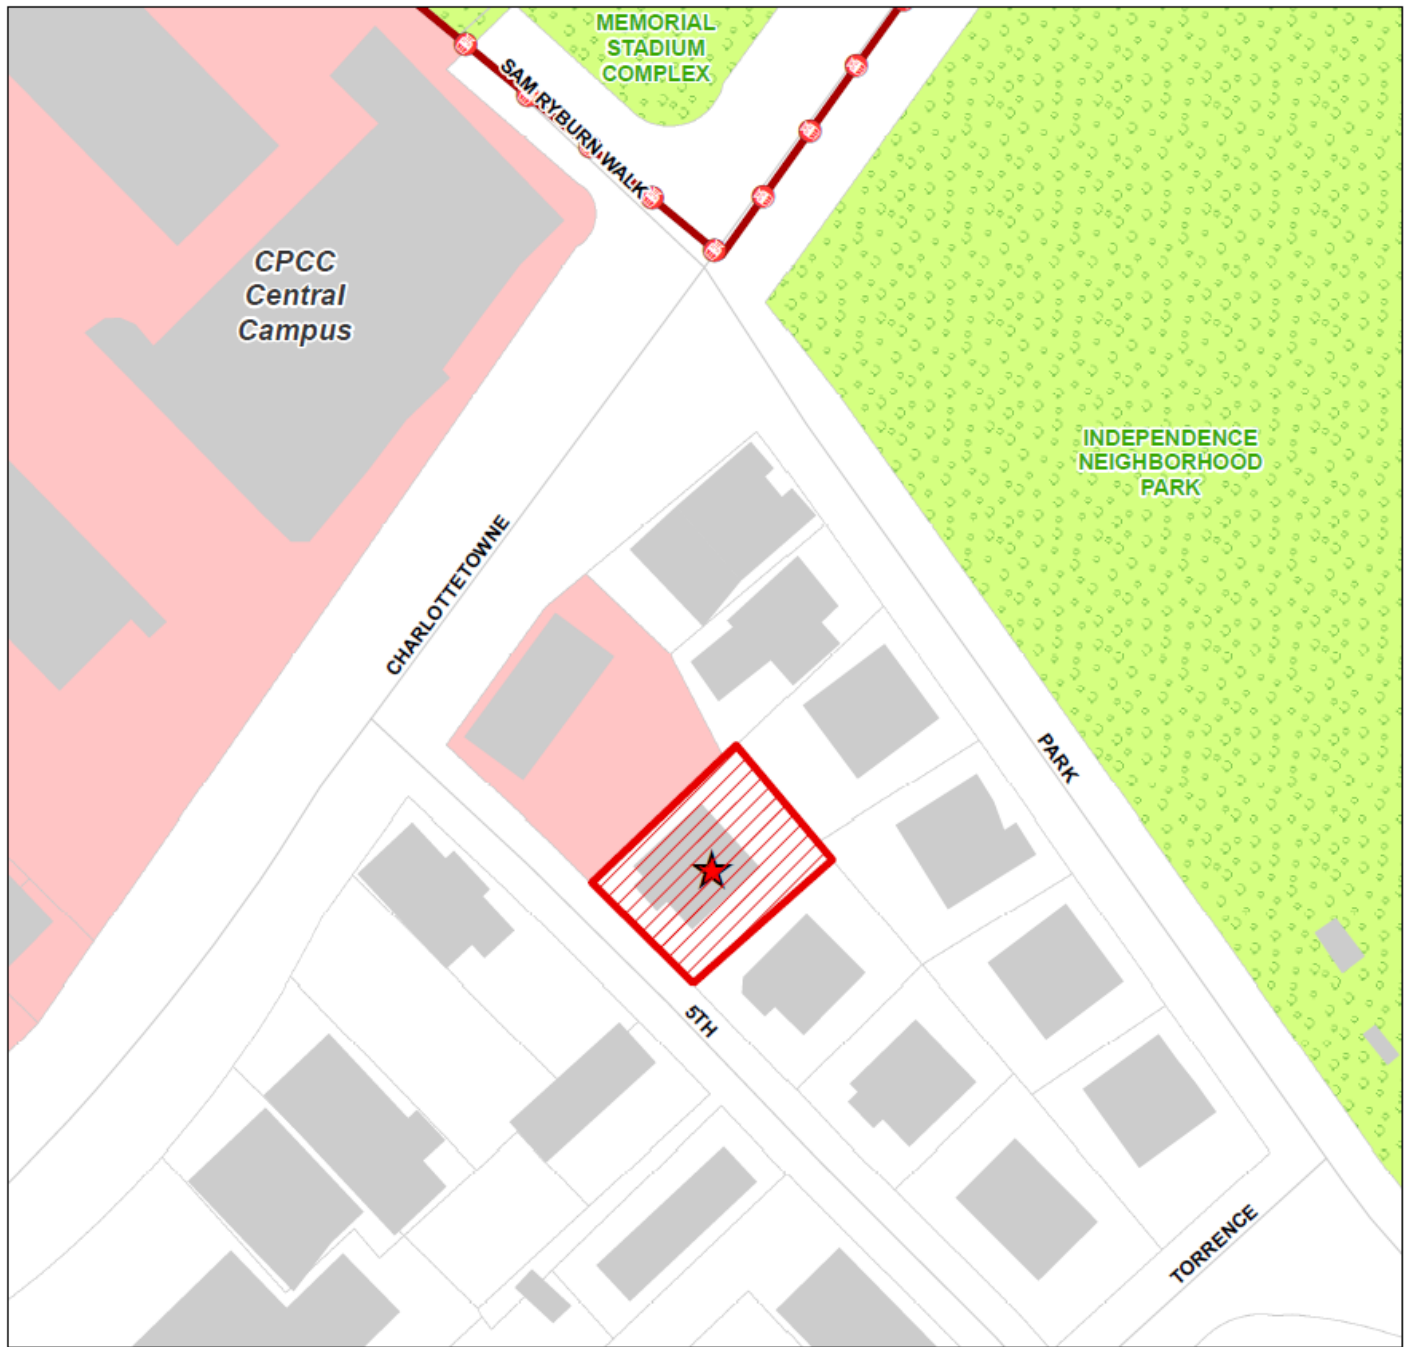 MEMORIAL
STADIUM
COMPLEX
SAM RYBURN WALK
CPCC
Central
Campus
INDEPENDENCE
NEIGHBORHOOD
PARK
CHARLOTTETOWNE
PARK
5TH
TORRENCE